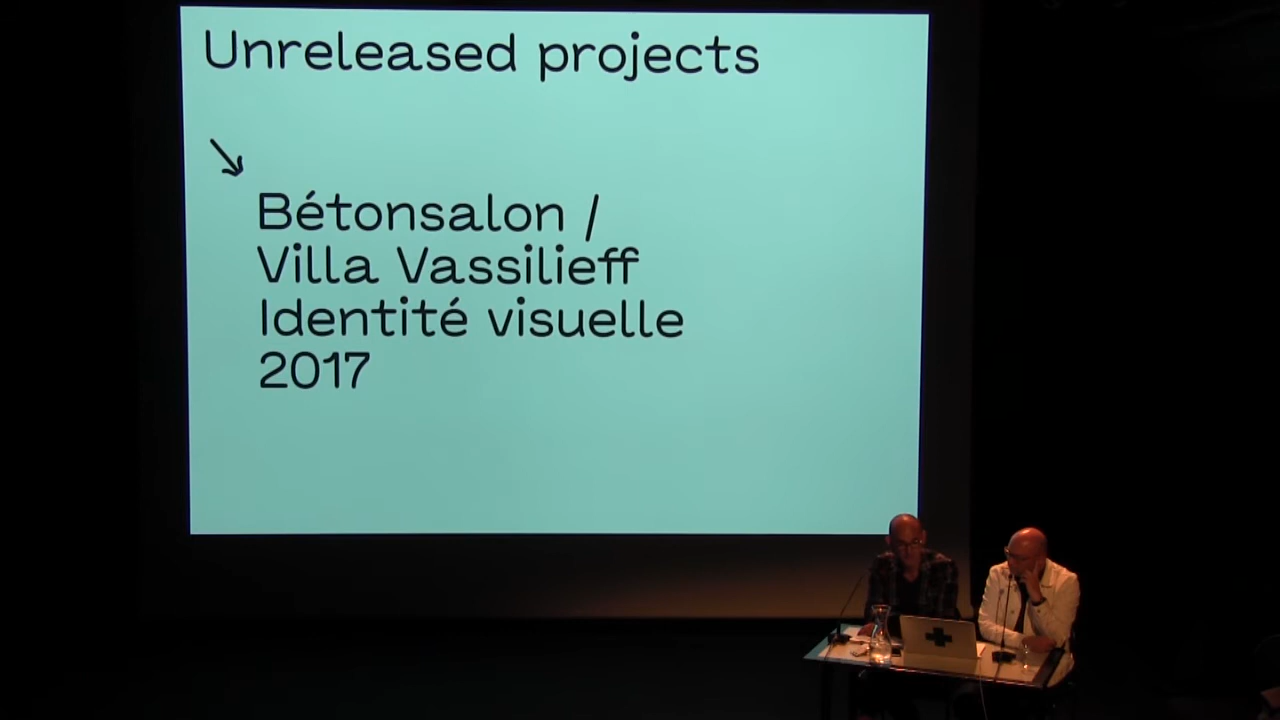 Unreleased projects
↘
Bétonsalon /
Villa Vassilieff
Identité visuelle
2017